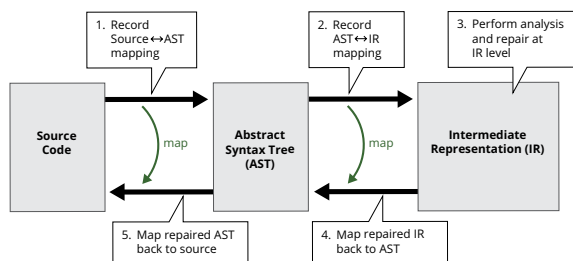 1. Record
Source↔AST
mapping
2. Record
AST↔IR
mapping
3. Perform analysis
and repair at
IR level
Source
Code
map
Abstract
Syntax Tree
(AST)
map
Intermediate
Representation (IR)
5. Map repaired AST
back to source
4. Map repaired IR
back to AST